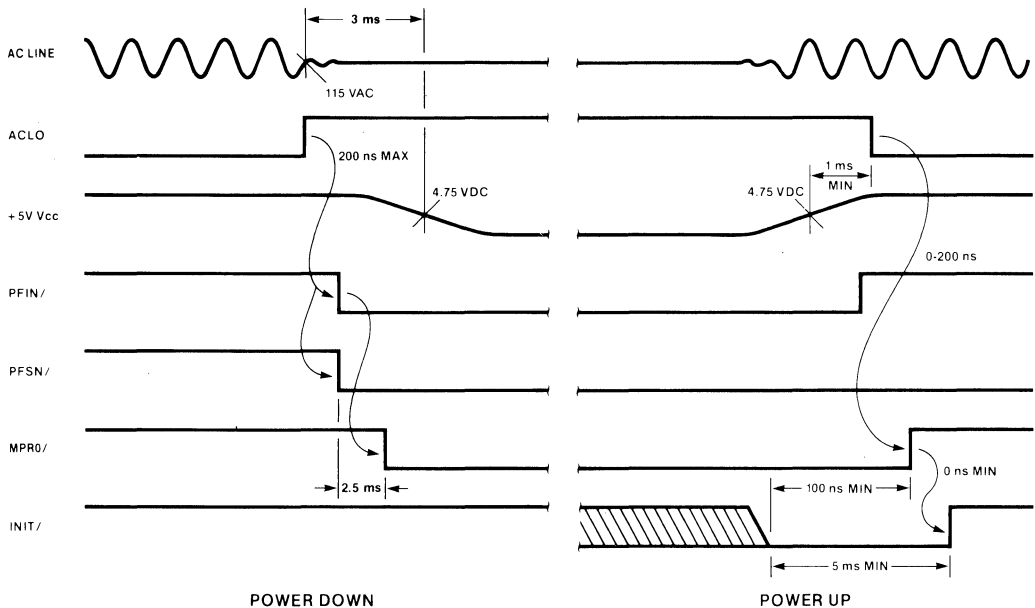 3 ms
AC LINE
115 VAC
ACLO
200 ns MAX
1 ms
MIN
4.75 VDC
4.75 VDC
+5V Vcc
0-200 ns
PFIN/
PFSN/
MPR0/
0 ns
MIN
2.5 ms
100 ns MIN
INIT/
5 ms MIN
POWER DOWN
POWER UP